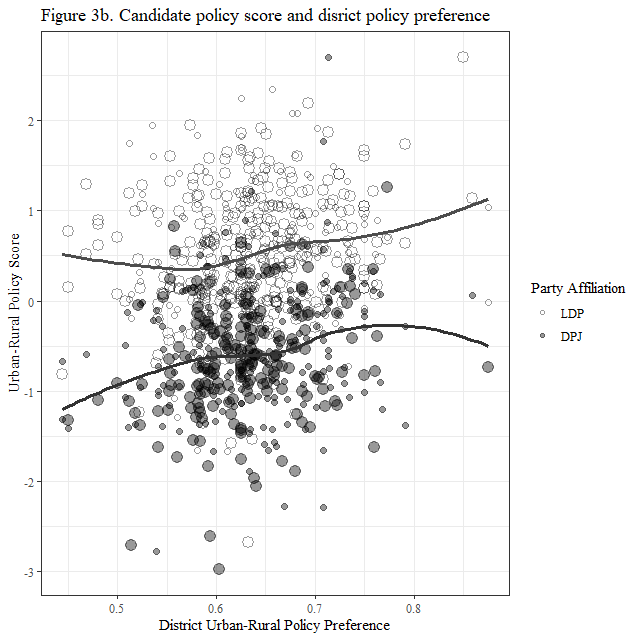 Figure 3b. Candidate policy score and disrict policy preference
Urban-Rural Policy Score
2
1
0
-1
-2
-3
0.5
0.6
0.7
0.8
District Urban-Rural Policy Preference
Party Affiliation
LDP
DPJ